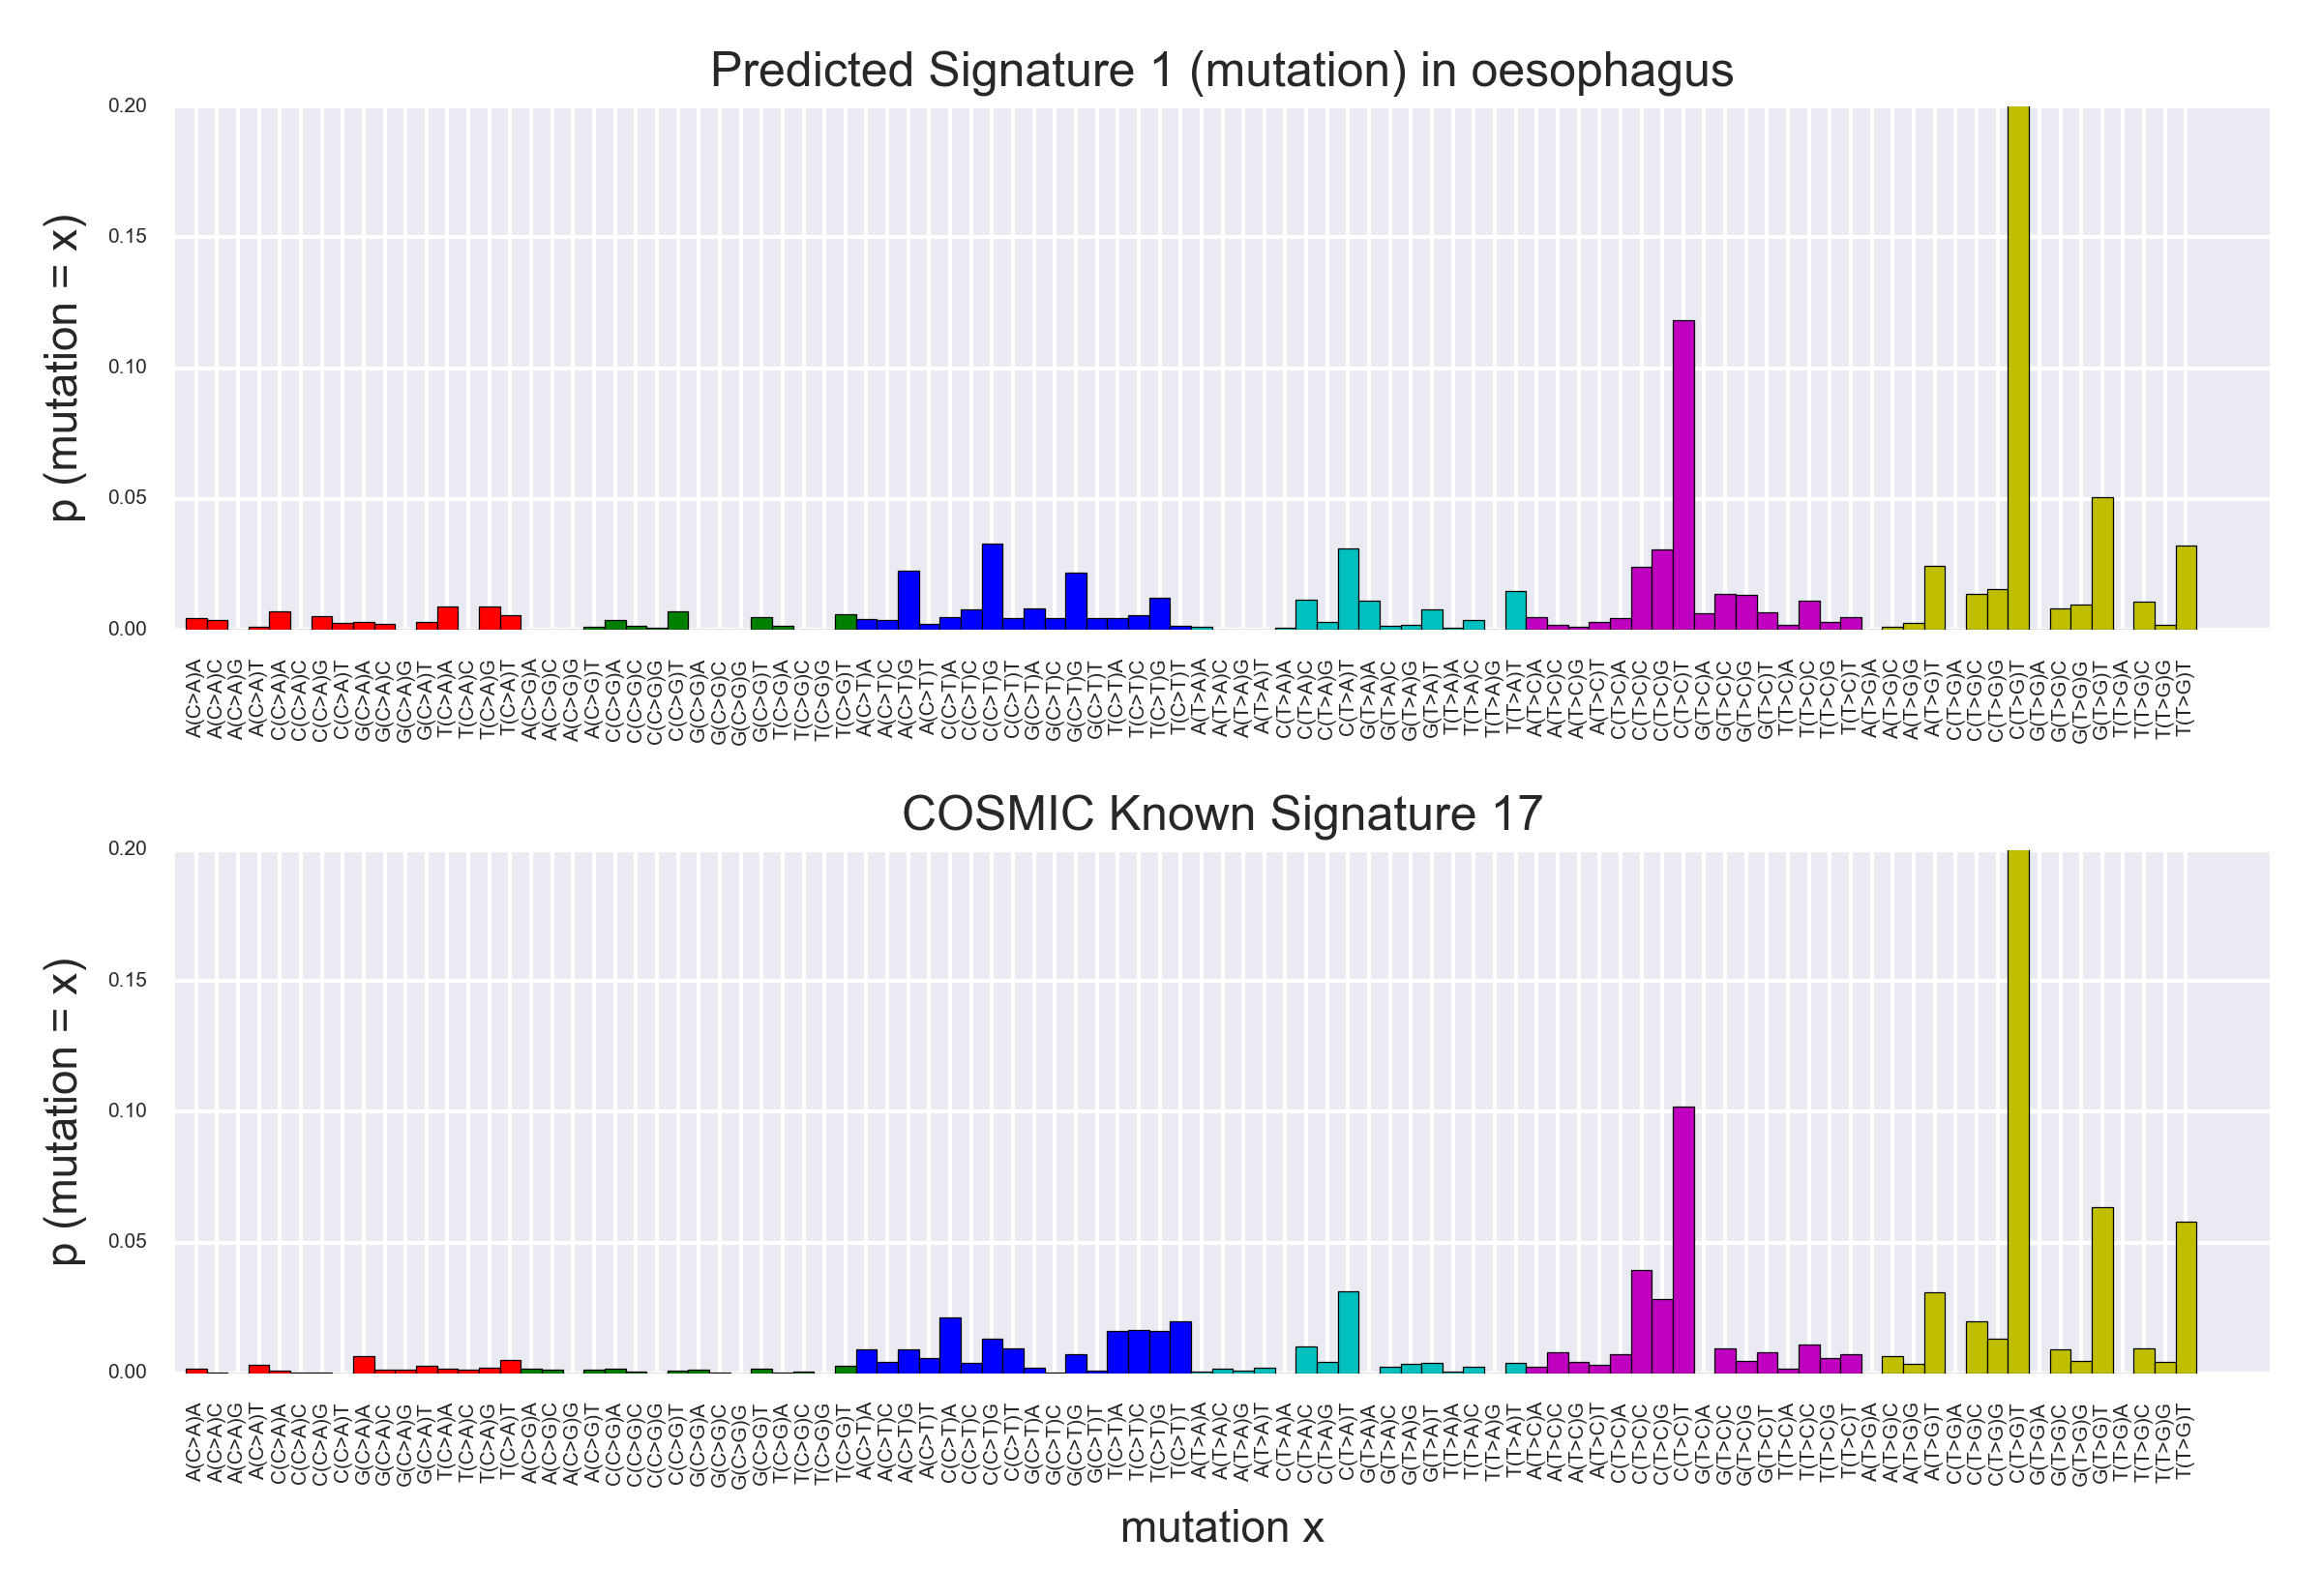 Predicted Signature 1 (mutation) in oesophagus
p (mutation = x)
0.20
0.15
0.10
0.05
0.00
A(C>A)A A(C>A)C A(C>A)G A(C>A)T C(C>A)A C(C>A)C C(C>A)G C(C>A)T G(C>A)A G(C>A)C G(C>A)G G(C>A)T T(C>A)A T(C>A)C T(C>A)G T(C>A)T A(C>G)A A(C>G)C A(C>G)G A(C>G)T C(C>G)A C(C>G)C C(C>G)G C(C>G)T G(C>G)A G(C>G)C G(C>G)G G(C>G)T T(C>G)A T(C>G)C T(C>G)G T(C>G)T A(C>T)A A(C>T)C A(C>T)G A(C>T)T C(C>T)A C(C>T)C C(C>T)G C(C>T)T G(C>T)A G(C>T)C G(C>T)G G(C>T)T T(C>T)A T(C>T)C T(C>T)G T(C>T)T A(T>A)A A(T>A)C A(T>A)G A(T>A)T C(T>A)A C(T>A)C C(T>A)G C(T>A)T G(T>A)A G(T>A)C G(T>A)G G(T>A)T T(T>A)A T(T>A)C T(T>A)G T(T>A)T A(T>C)A A(T>C)C A(T>C)G A(T>C)T C(T>C)A C(T>C)C C(T>C)G C(T>C)T G(T>C)A G(T>C)C G(T>C)G G(T>C)T T(T>C)A T(T>C)C T(T>C)G T(T>C)T A(T>G)A A(T>G)C A(T>G)G A(T>G)T C(T>G)A C(T>G)C C(T>G)G C(T>G)T G(T>G)A G(T>G)C G(T>G)G G(T>G)T T(T>G)A T(T>G)C T(T>G)G T(T>G)T
COSMIC Known Signature 17
p (mutation = x)
0.20
0.15
0.10
0.05
0.00
A(C>A)A A(C>A)C A(C>A)G A(C>A)T C(C>A)A C(C>A)C C(C>A)G C(C>A)T G(C>A)A G(C>A)C G(C>A)G G(C>A)T T(C>A)A T(C>A)C T(C>A)G T(C>A)T A(C>G)A A(C>G)C A(C>G)G A(C>G)T C(C>G)A C(C>G)C C(C>G)G C(C>G)T G(C>G)A G(C>G)C G(C>G)G G(C>G)T T(C>G)A T(C>G)C T(C>G)G T(C>G)T A(C>T)A A(C>T)C A(C>T)G A(C>T)T C(C>T)A C(C>T)C C(C>T)G C(C>T)T G(C>T)A G(C>T)C G(C>T)G G(C>T)T T(C>T)A T(C>T)C T(C>T)G T(C>T)T A(T>A)A A(T>A)C A(T>A)G A(T>A)T C(T>A)A C(T>A)C C(T>A)G C(T>A)T G(T>A)A G(T>A)C G(T>A)G G(T>A)T T(T>A)A T(T>A)C T(T>A)G T(T>A)T A(T>C)A A(T>C)C A(T>C)G A(T>C)T C(T>C)A C(T>C)C C(T>C)G C(T>C)T G(T>C)A G(T>C)C G(T>C)G G(T>C)T T(T>C)A T(T>C)C T(T>C)G T(T>C)T A(T>G)A A(T>G)C A(T>G)G A(T>G)T C(T>G)A C(T>G)C C(T>G)G C(T>G)T G(T>G)A G(T>G)C G(T>G)G G(T>G)T T(T>G)A T(T>G)C T(T>G)G T(T>G)T
mutation x